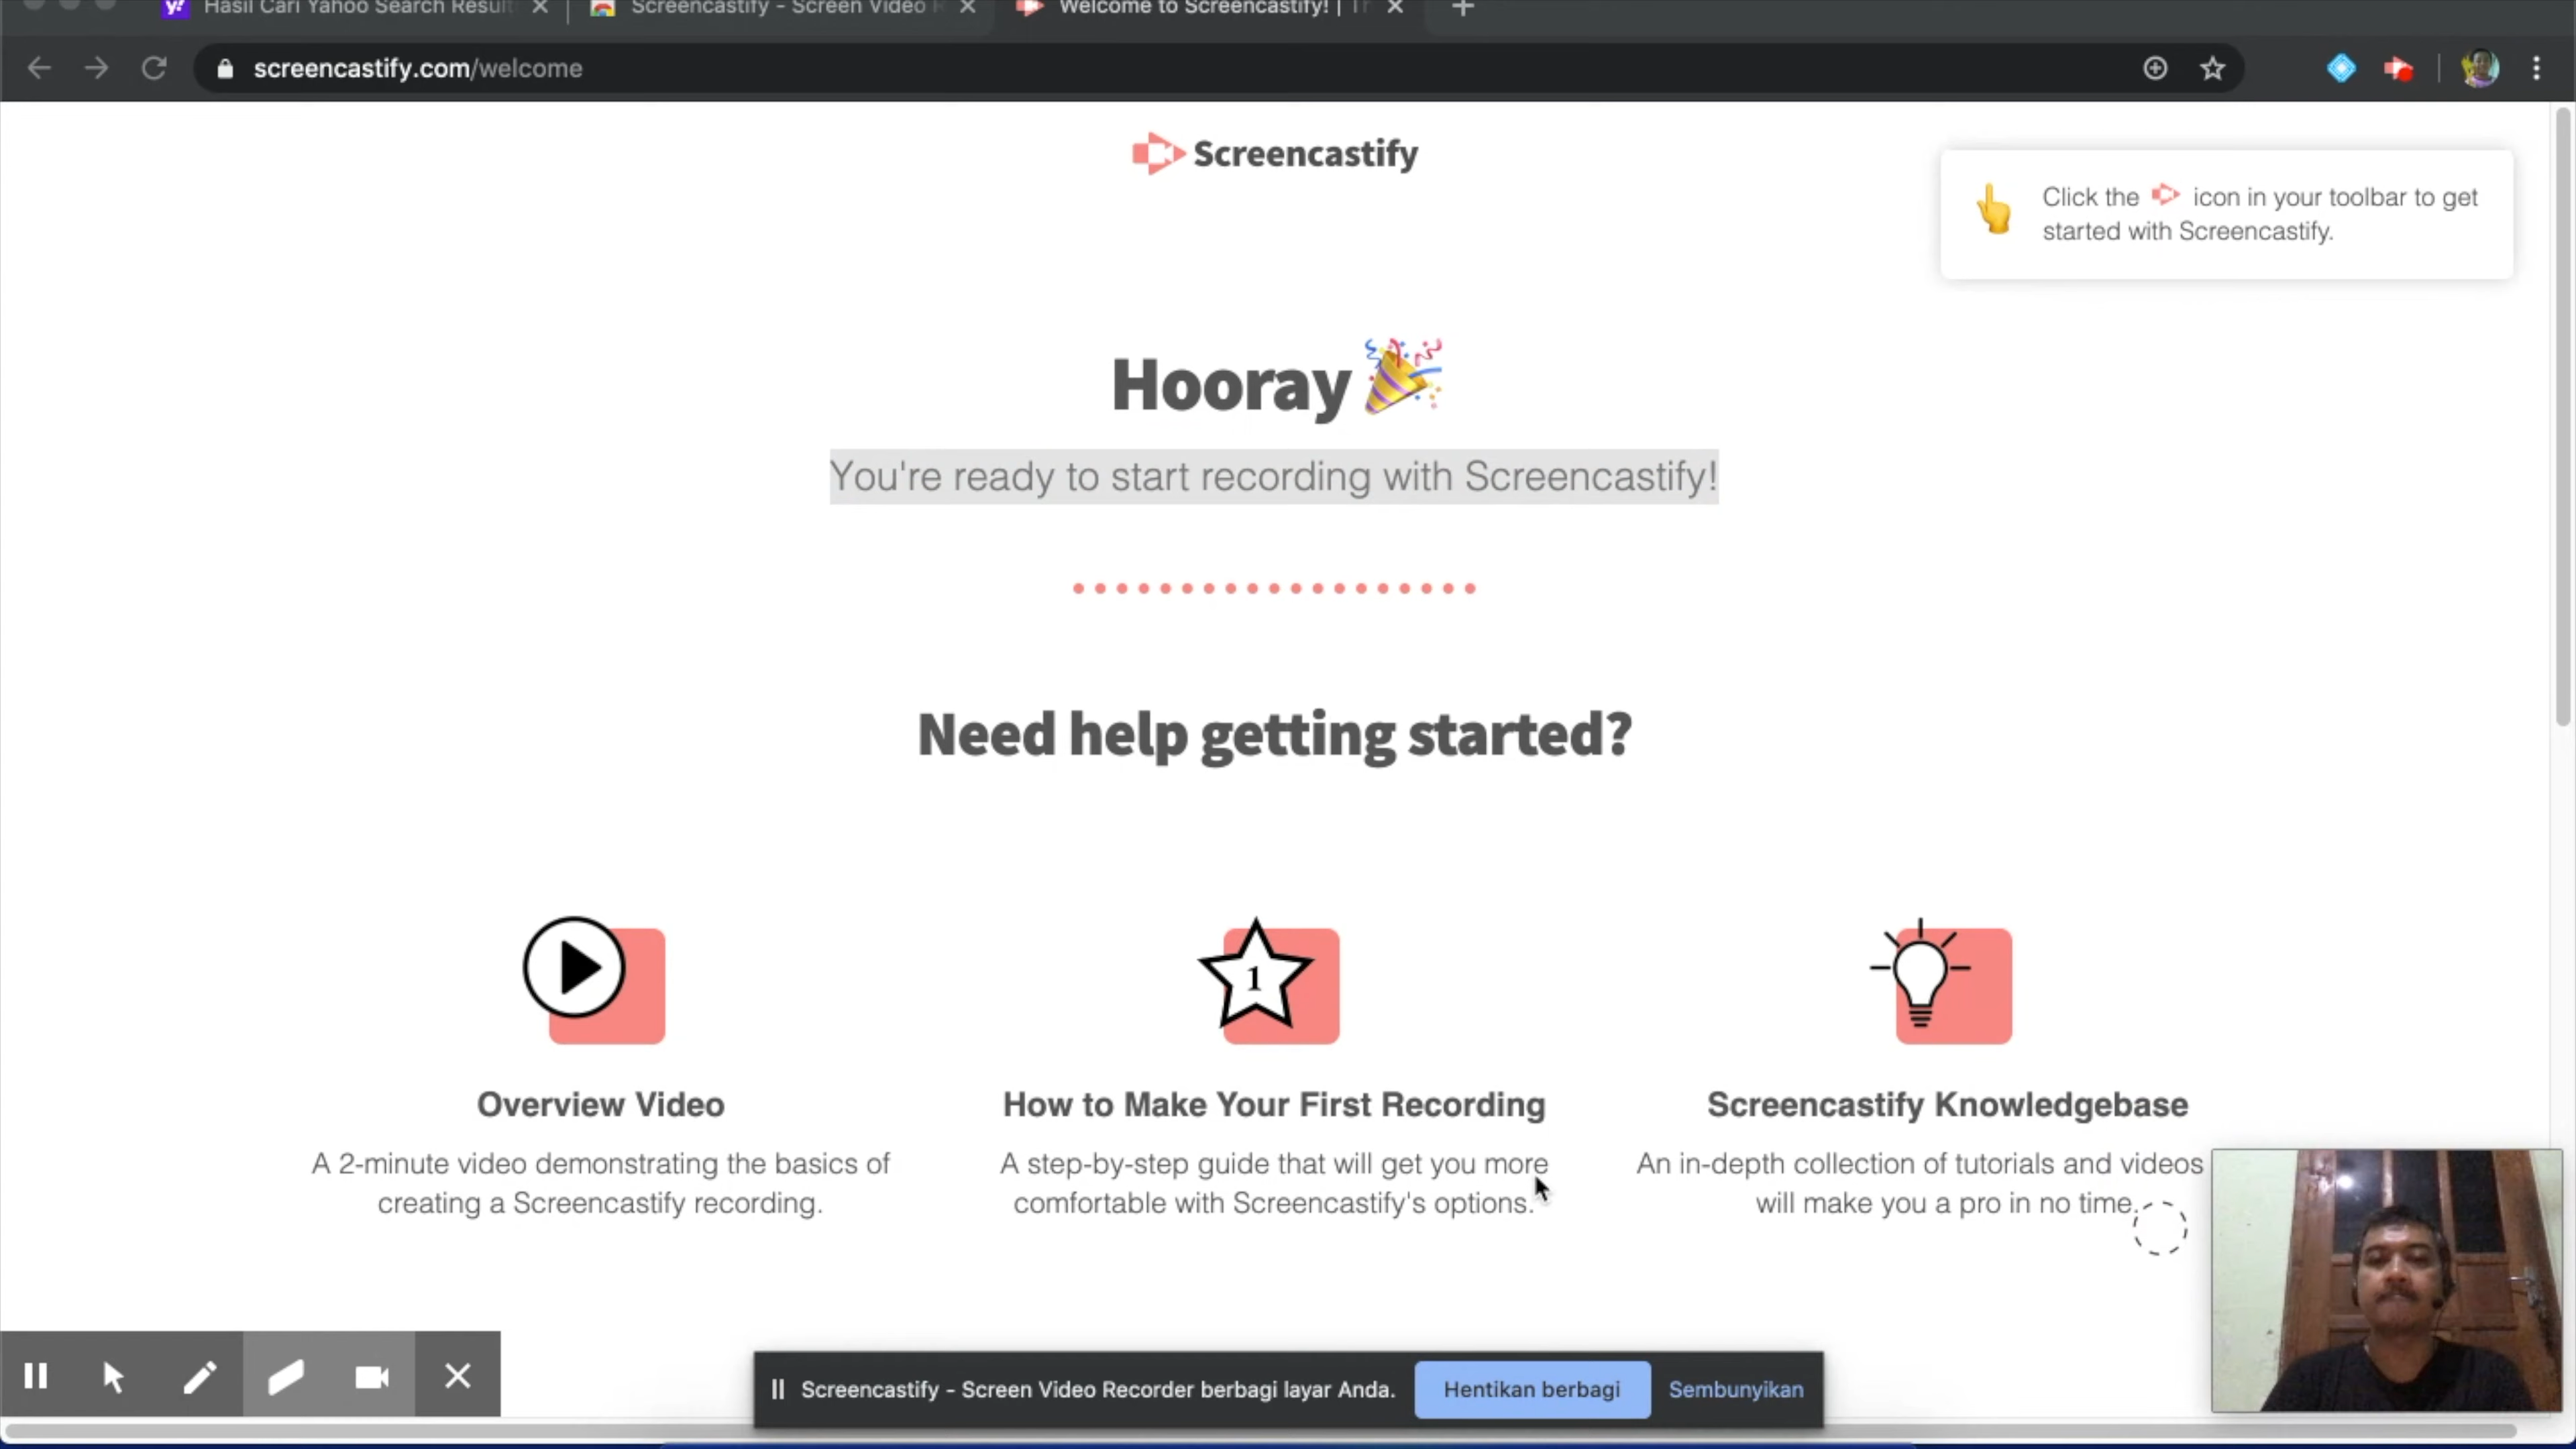 Hasil Cari Yahoo Search Result
Screencastify - Screen Video R
Welcome to Screencastify! | Th
screencastify.com/welcome
Screencastify
Click the icon in your toolbar to get
started with Screencastify.
Hooray
You're ready to start recording with Screencastify!
Need help getting started?
1
Overview Video
A 2-minute video demonstrating the basics of
creating a Screencastify recording.
How to Make Your First Recording
A step-by-step guide that will get you more
comfortable with Screencastify's options.
Screencastify Knowledgebase
An in-depth collection of tutorials and videos
will make you a pro in no time.
Screencastify - Screen Video Recorder berbagi layar Anda.
Hentikan berbagi
Sembunyikan